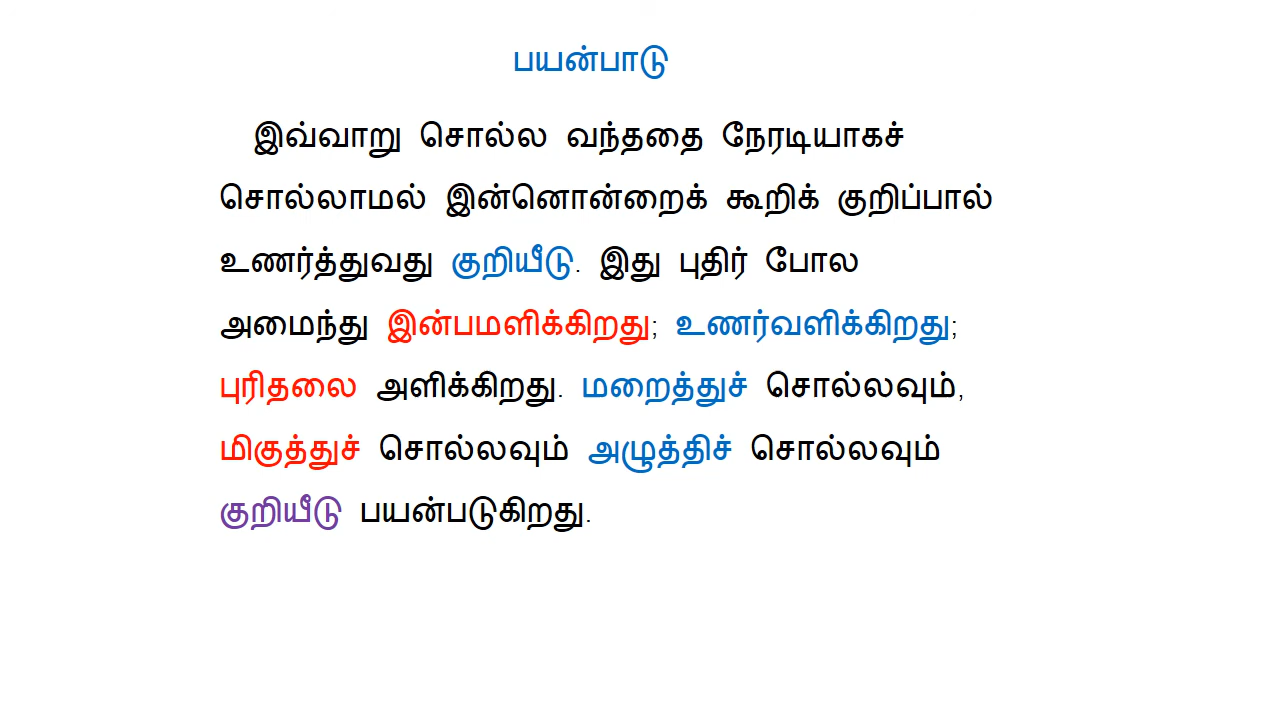 பயன்பாடு
இவ்வாறு சொல்ல வந்ததை நேரடியாகச்
சொல்லாமல் இன்னொன்றைக் கூறிக் குறிப்பால்
உணர்த்துவது குறியீடு. இது புதிர் போல
அமைந்து இன்பமளிக்கிறது; உணர்வளிக்கிறது;
புரிதலை அளிக்கிறது. மறைத்துச் சொல்லவும்,
மிகுத்துச் சொல்லவும் அழுத்திச் சொல்லவும்
குறியீடு பயன்படுகிறது.